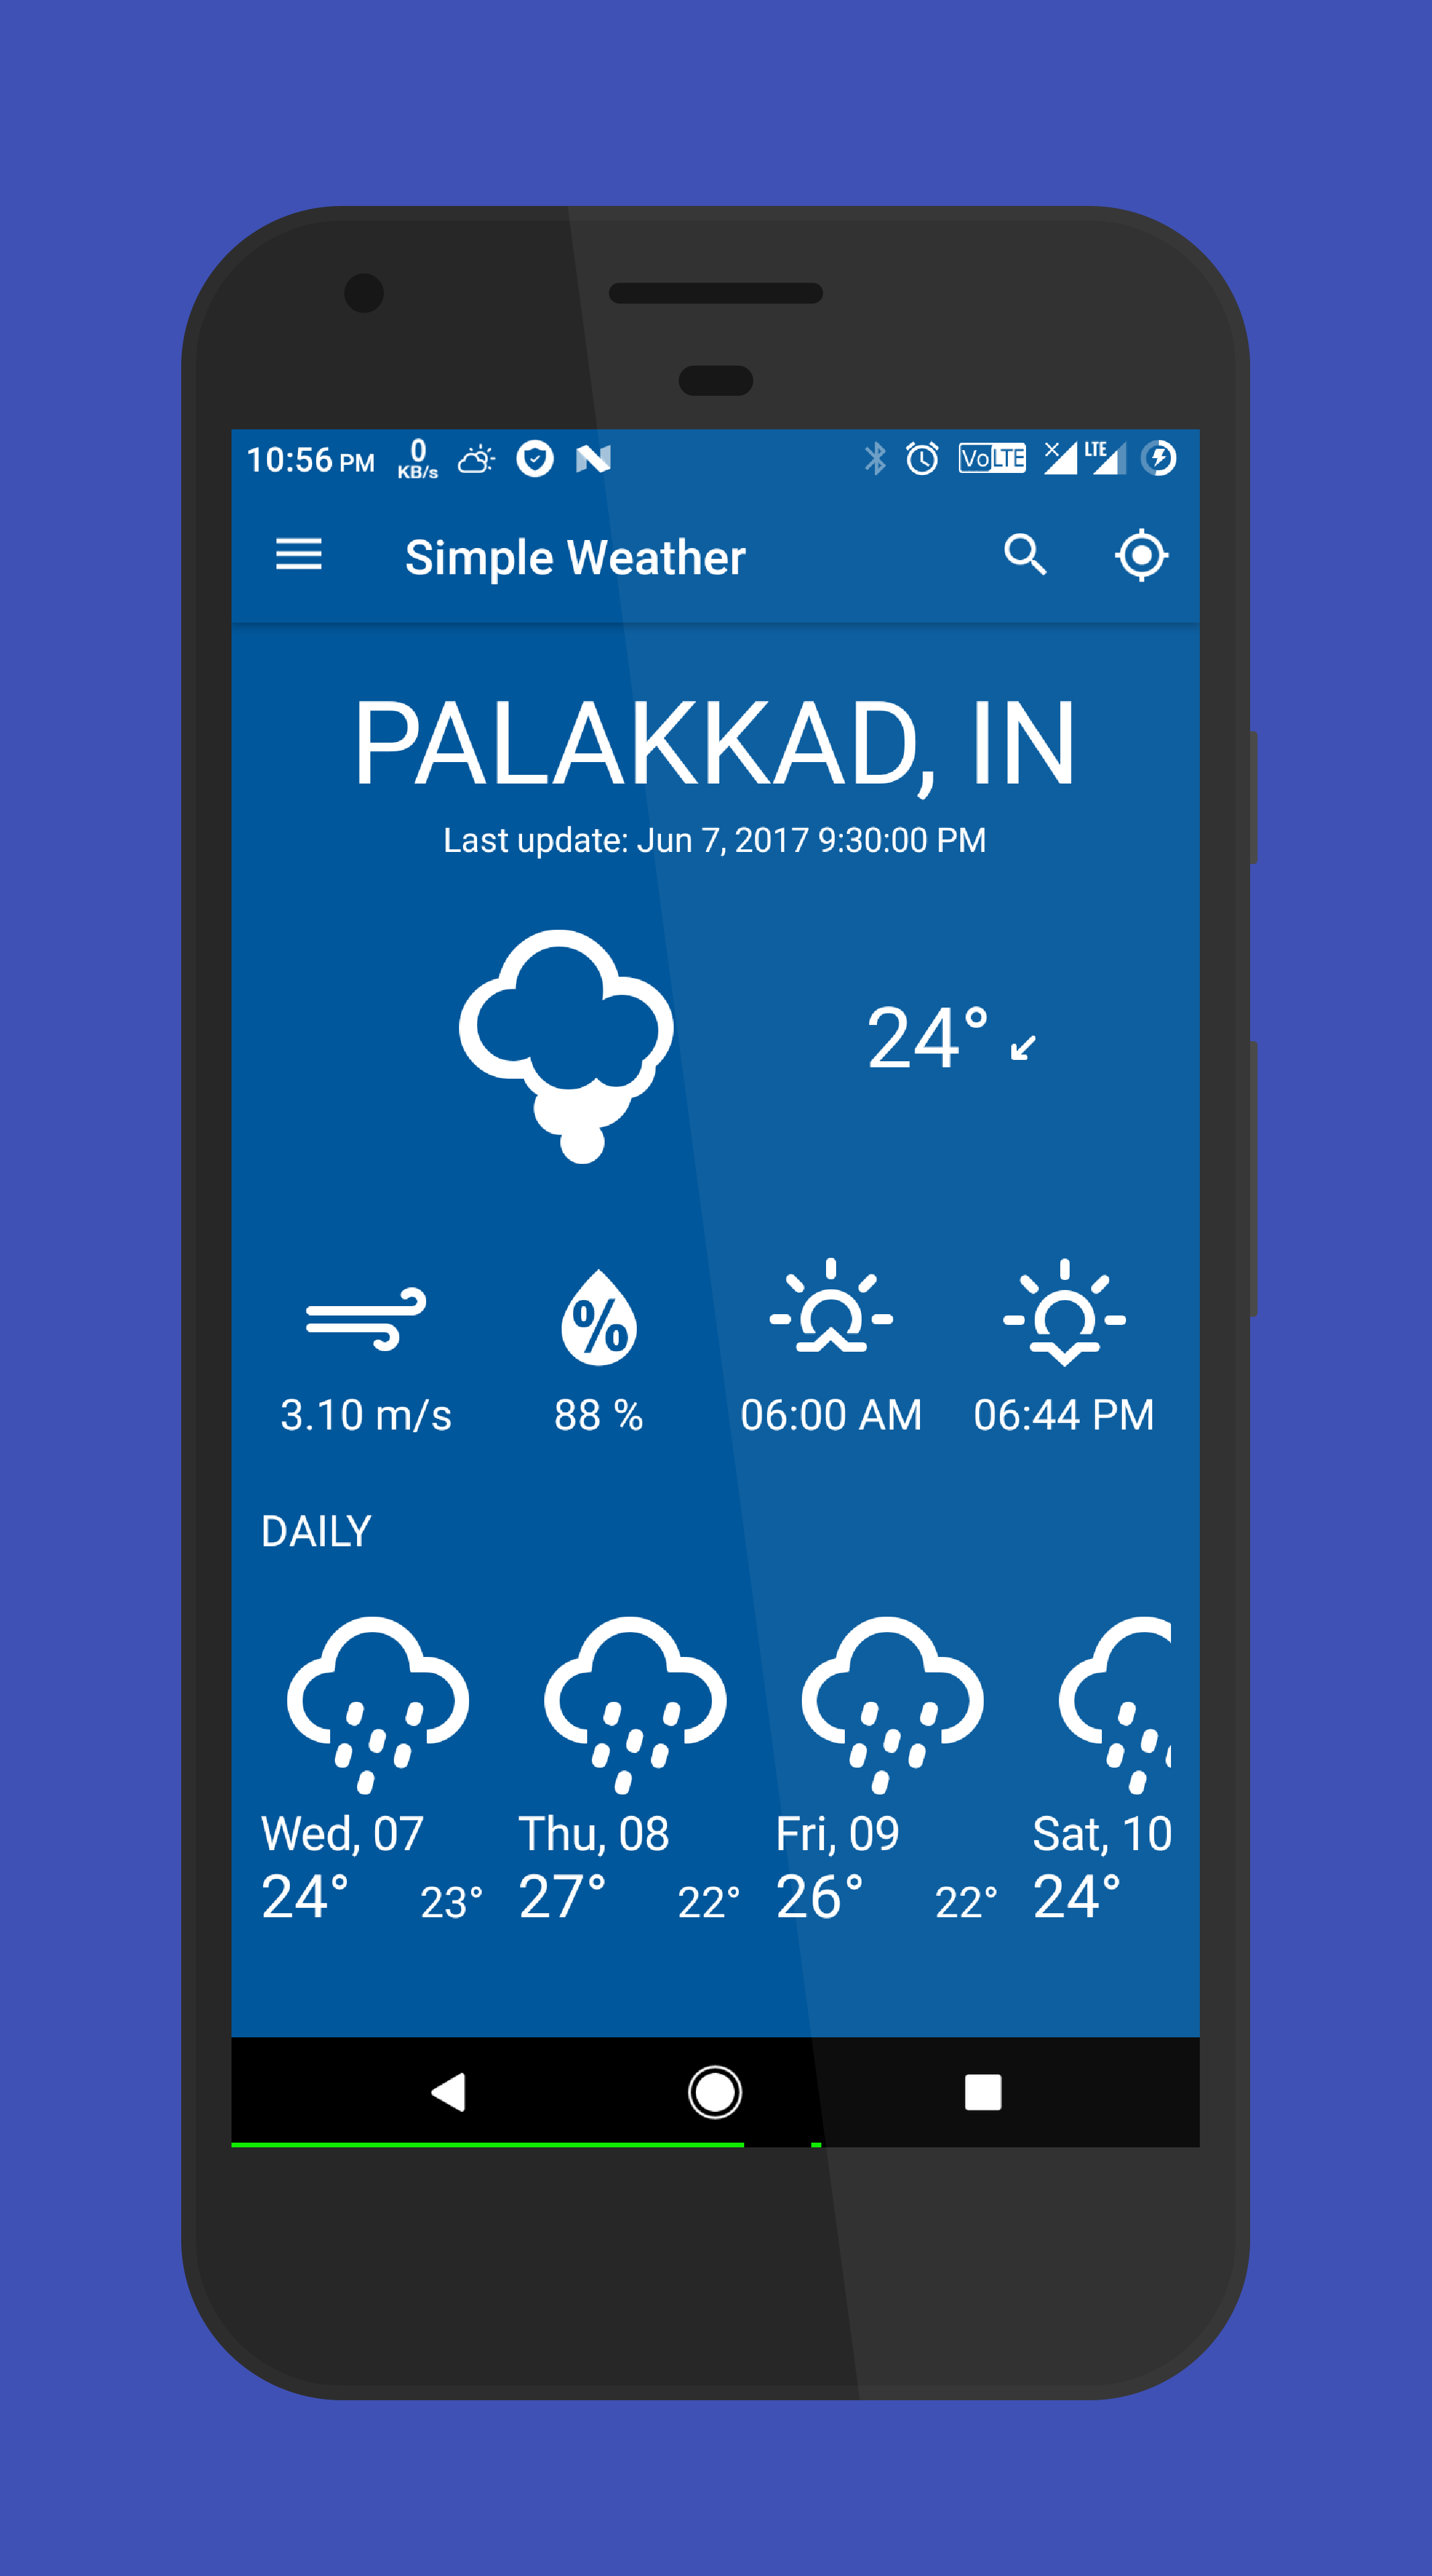 10:56 PM 0 KB/s VoLTE LTE
Simple Weather
PALAKKAD, IN
Last update: Jun 7, 2017 9:30:00 PM
24°
%
3.10 m/s 88 % 06:00 AM 06:44 PM
DAILY
Wed, 07 Thu, 08 Fri, 09 Sat, 10
24° 23° 27° 22° 26° 22° 24°